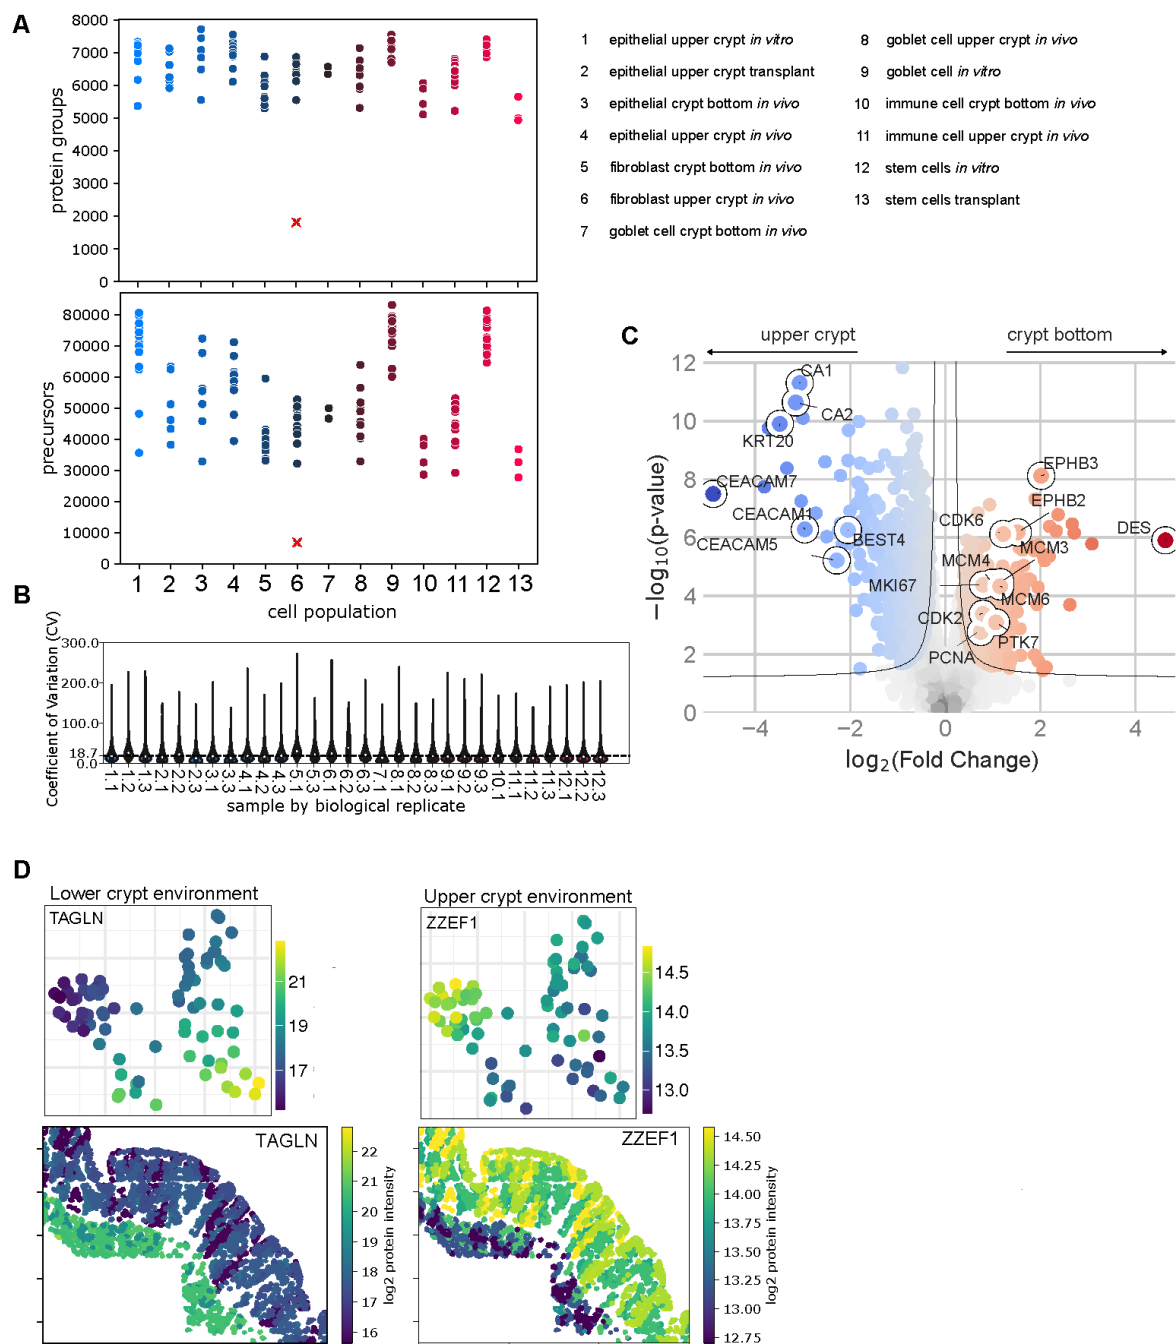 A
8000
7000
6000
5000
4000
3000
2000
1000
0
protein groups
1 epithelial upper crypt in vitro
2 epithelial upper crypt transplant
3 epithelial crypt bottom in vivo
4 epithelial upper crypt in vivo
5 fibroblast crypt bottom in vivo
6 fibroblast upper crypt in vivo
7 goblet cell crypt bottom in vivo
8 goblet cell upper crypt in vivo
9 goblet cell in vitro
10 immune cell crypt bottom in vivo
11 immune cell upper crypt in vivo
12 stem cells in vitro
13 stem cells transplant
80000
70000
60000
50000
40000
30000
20000
10000
0
precursors
1 2 3 4 5 6 7 8 9 10 11 12 13
cell population
B
Coefficient of Variation (CV)
300.0
200.0
100.0
18.7
0.0
1.1 1.2 1.3 2.1 2.2 2.3 3.1 3.3 4.1 4.2 4.3 5.1 5.3 6.1 6.2 6.3 7.1 8.1 8.2 8.3 9.1 9.2 9.3 10.1 11.1 11.2 11.3 12.1 12.2 12.3
sample by biological replicate
C
upper crypt
crypt bottom
12
10
8
6
4
2
0
−log10(p-value)
CA1
CA2
KRT20
CEACAM7
CEACAM1
BEST4
CEACAM5
EPHB3
EPHB2
CDK6
DES
MCM3
MCM4
MKI67
MCM6
CDK2
PTK7
PCNA
−4 −2 0 2 4
log2(Fold Change)
D
Lower crypt environment
TAGLN
21
19
17
Upper crypt environment
ZZEF1
14.5
14.0
13.5
13.0
TAGLN
22
21
20
19
18
17
16
log2 protein intensity
ZZEF1
14.50
14.25
14.00
13.75
13.50
13.25
13.00
12.75
log2 protein intensity